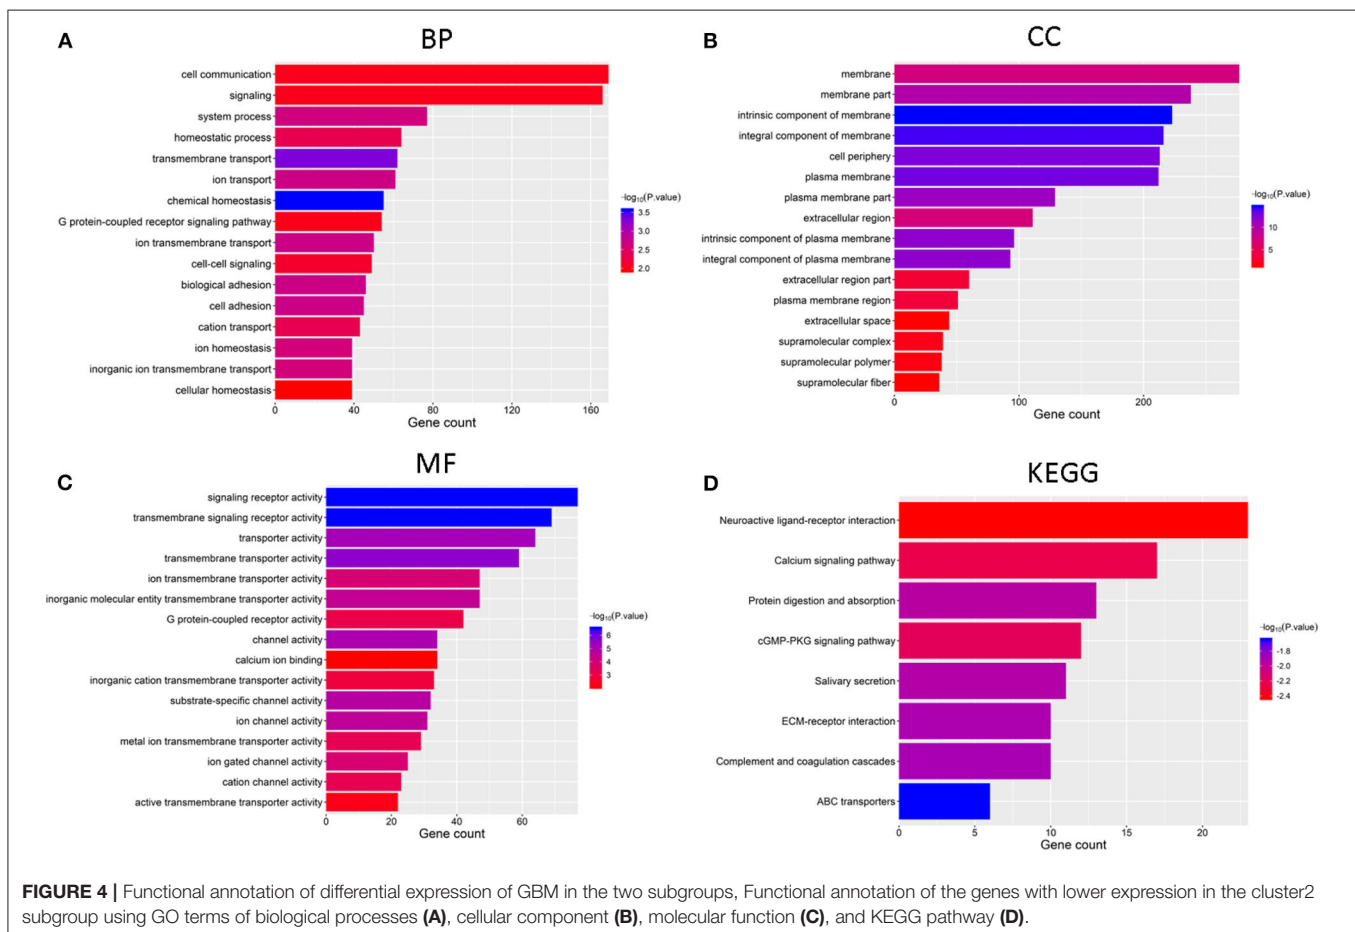 A
BP
cell communication
signaling
system process
homeostatic process
transmembrane transport
ion transport
chemical homeostasis
G protein-coupled receptor signaling pathway
ion transmembrane transport
cell-cell signaling
biological adhesion
cell adhesion
cation transport
ion homeostasis
inorganic ion transmembrane transport
cellular homeostasis
0 40 80 120 160
Gene count
-log10(P.value)
3.5
3.0
2.5
2.0
B
CC
membrane
membrane part
intrinsic component of membrane
integral component of membrane
cell periphery
plasma membrane
plasma membrane part
extracellular region
intrinsic component of plasma membrane
integral component of plasma membrane
extracellular region part
plasma membrane region
extracellular space
supramolecular complex
supramolecular polymer
supramolecular fiber
0 100 200
Gene count
-log10(P.value)
10
5
C
MF
signaling receptor activity
transmembrane signaling receptor activity
transporter activity
transmembrane transporter activity
ion transmembrane transporter activity
inorganic molecular entity transmembrane transporter activity
G protein-coupled receptor activity
channel activity
calcium ion binding
inorganic cation transmembrane transporter activity
substrate-specific channel activity
ion channel activity
metal ion transmembrane transporter activity
ion gated channel activity
cation channel activity
active transmembrane transporter activity
0 20 40 60
Gene count
-log10(P.value)
6
5
4
3
D
KEGG
Neuroactive ligand-receptor interaction
Calcium signaling pathway
Protein digestion and absorption
cGMP-PKG signaling pathway
Salivary secretion
ECM-receptor interaction
Complement and coagulation cascades
ABC transporters
0 5 10 15 20
Gene count
-log10(P.value)
-1.8
-2.0
-2.2
-2.4
FIGURE 4 | Functional annotation of differential expression of GBM in the two subgroups, Functional annotation of the genes with lower expression in the cluster2
subgroup using GO terms of biological processes (A), cellular component (B), molecular function (C), and KEGG pathway (D).